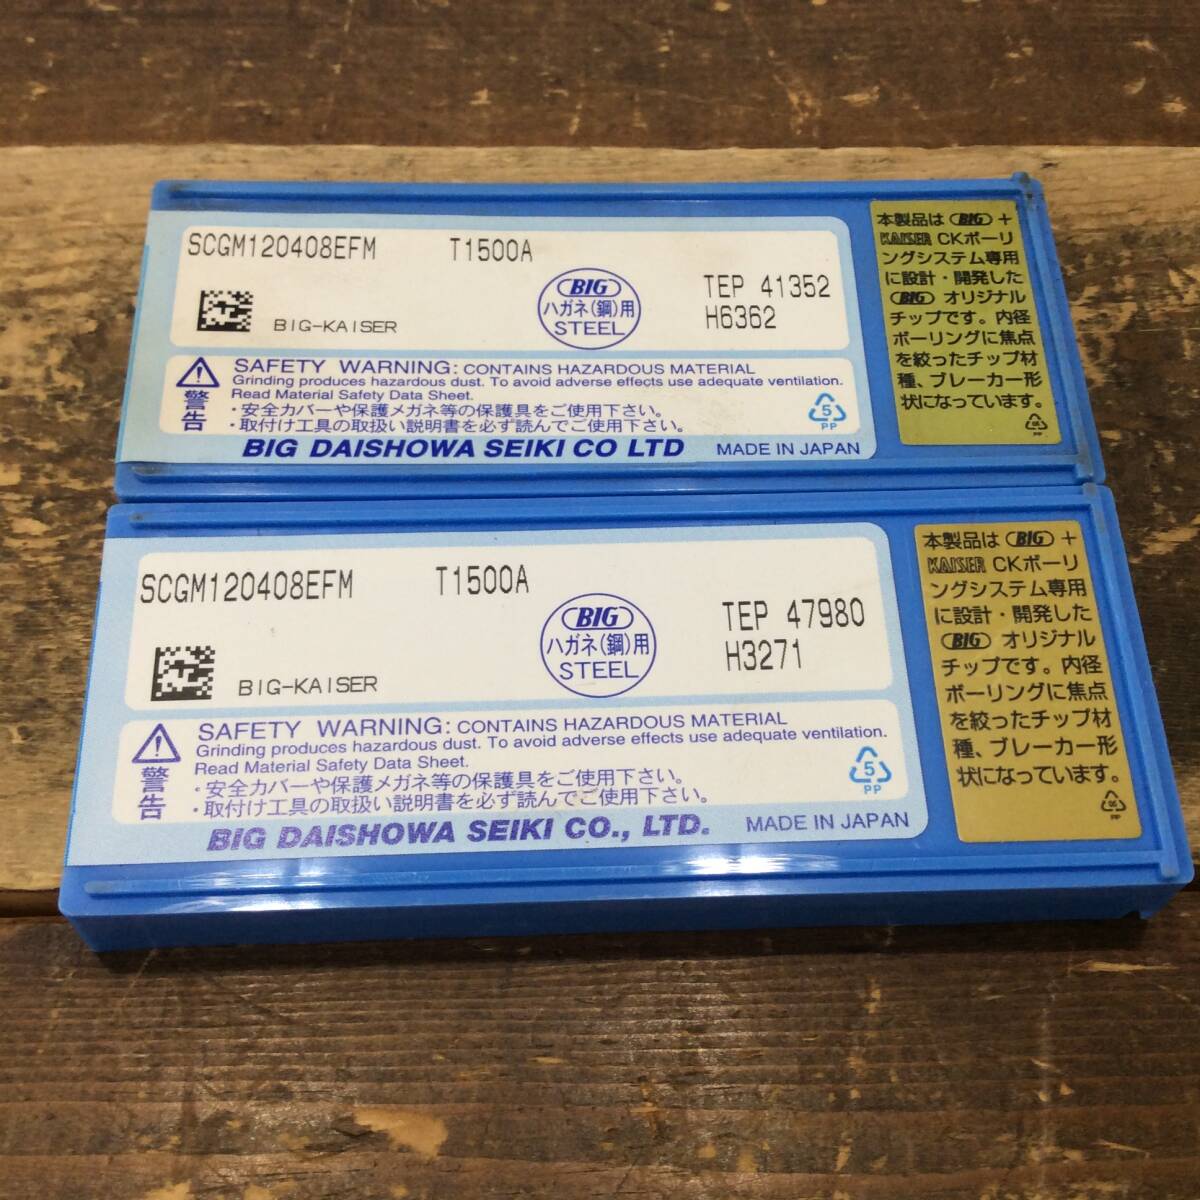 SCGM120408EFM T1500A
BIG
ハガネ(鋼)用
STEEL
TEP 41352
H6362
BIG-KAISER
SAFETY WARNING: CONTAINS HAZARDOUS MATERIAL
Grinding produces hazardous dust. To avoid adverse effects use adequate ventilation.
Read Material Safety Data Sheet.
警告
・安全カバーや保護メガネ等の保護具をご使用下さい。
・取付け工具の取扱い説明書を必ず読んでご使用下さい。
5
PP
BIG DAISHOWA SEIKI CO LTD MADE IN JAPAN
本製品は BIG +
KAISER CKボーリ
ングシステム専用
に設計・開発した
BIG オリジナル
チップです。内径
ボーリングに焦点
を絞ったチップ材
種、ブレーカー形
状になっています。
PP
SCGM120408EFM T1500A
BIG
ハガネ(鋼)用
STEEL
TEP 47980
H3271
BIG-KAISER
SAFETY WARNING: CONTAINS HAZARDOUS MATERIAL
Grinding produces hazardous dust. To avoid adverse effects use adequate ventilation.
Read Material Safety Data Sheet.
警告
・安全カバーや保護メガネ等の保護具をご使用下さい。
・取付け工具の取扱い説明書を必ず読んでご使用下さい。
5
PP
BIG DAISHOWA SEIKI CO., LTD. MADE IN JAPAN
本製品は BIG +
KAISER CKボーリ
ングシステム専用
に設計・開発した
BIG オリジナル
チップです。内径
ボーリングに焦点
を絞ったチップ材
種、ブレーカー形
状になっています。
PP